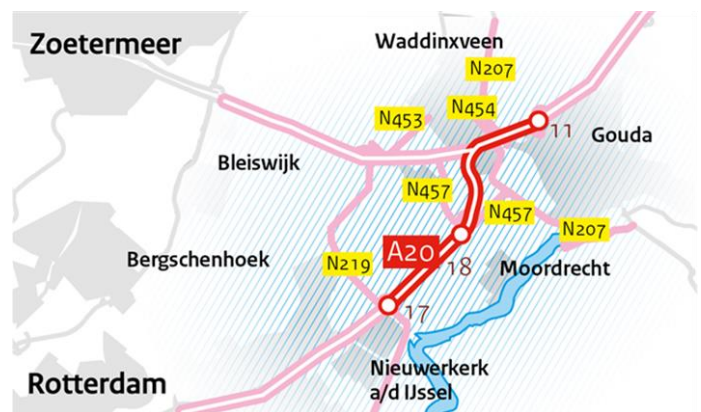 Zoetermeer
Waddinxveen
N207
N454
N453
11
Gouda
Bleiswijk
N457
N457
N207
A20
Bergschenhoek
N219
18
Moordrecht
17
Nieuwerkerk
a/d IJssel
Rotterdam